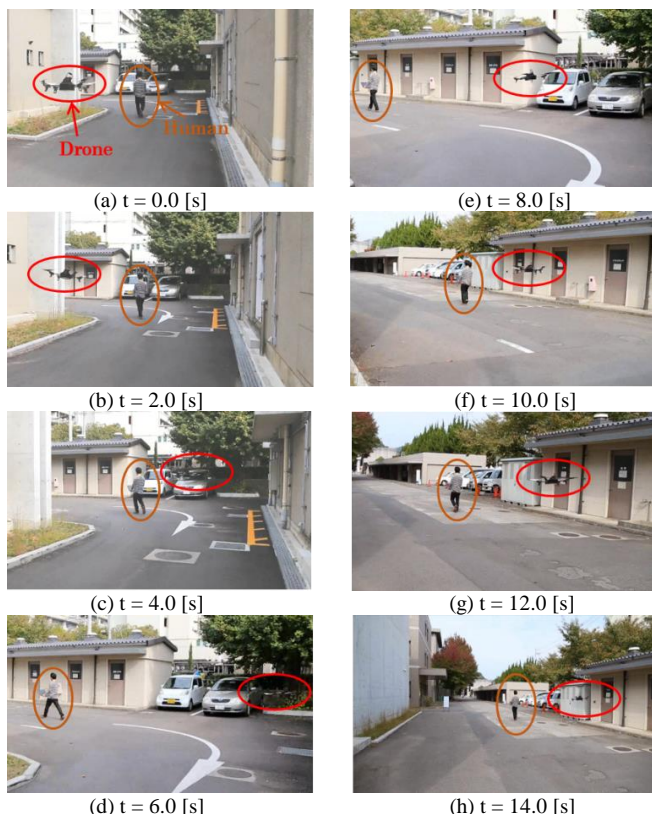 Drone
Human
(a) t = 0.0 [s]
(b) t = 2.0 [s]
(c) t = 4.0 [s]
(d) t = 6.0 [s]
(e) t = 8.0 [s]
(f) t = 10.0 [s]
(g) t = 12.0 [s]
(h) t = 14.0 [s]